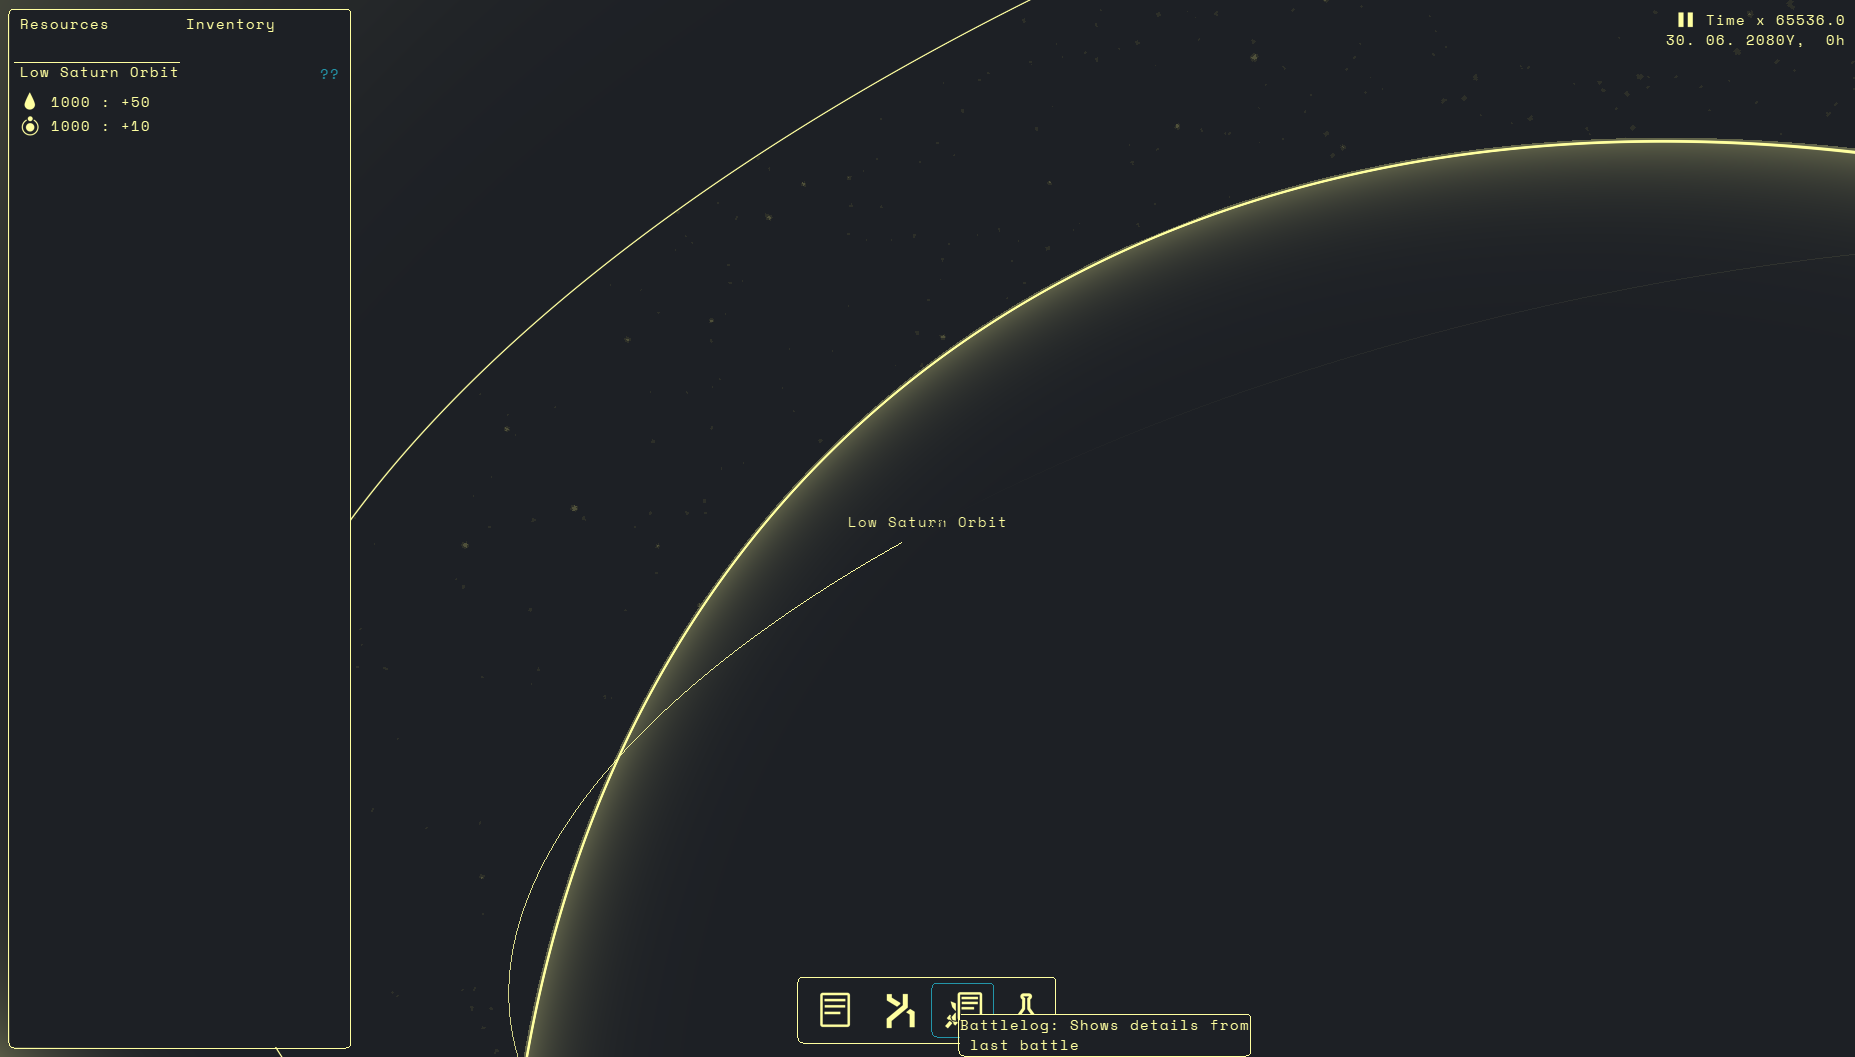 Resources Inventory
Time x 65536.0
30. 06. 2080Y, 0h
Low Saturn Orbit ??
1000 : +50
1000 : +10
Low Saturn Orbit
Battlelog: Shows details from
last battle